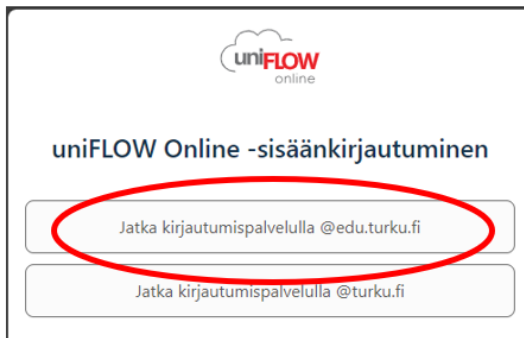 uniFLOW
online
uniFLOW Online -sisäänkirjautuminen
Jatka kirjautumispalvelulla @edu.turku.fi
Jatka kirjautumispalvelulla @turku.fi